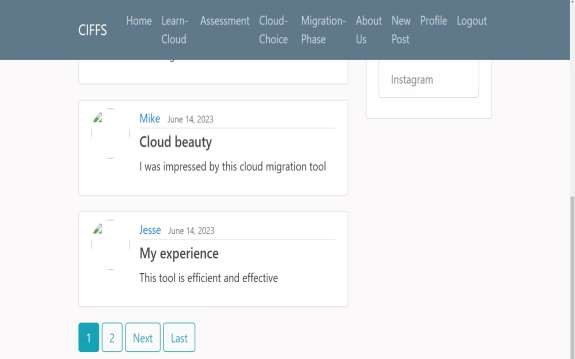 CIFFS
Home
Learn-
Cloud
Assessment
Cloud-
Choice
Migration-
Phase
About
Us
New
Post
Profile
Logout
Instagram
Mike June 14, 2023
Cloud beauty
I was impressed by this cloud migration tool
Jesse June 14, 2023
My experience
This tool is efficient and effective
1 2 Next Last